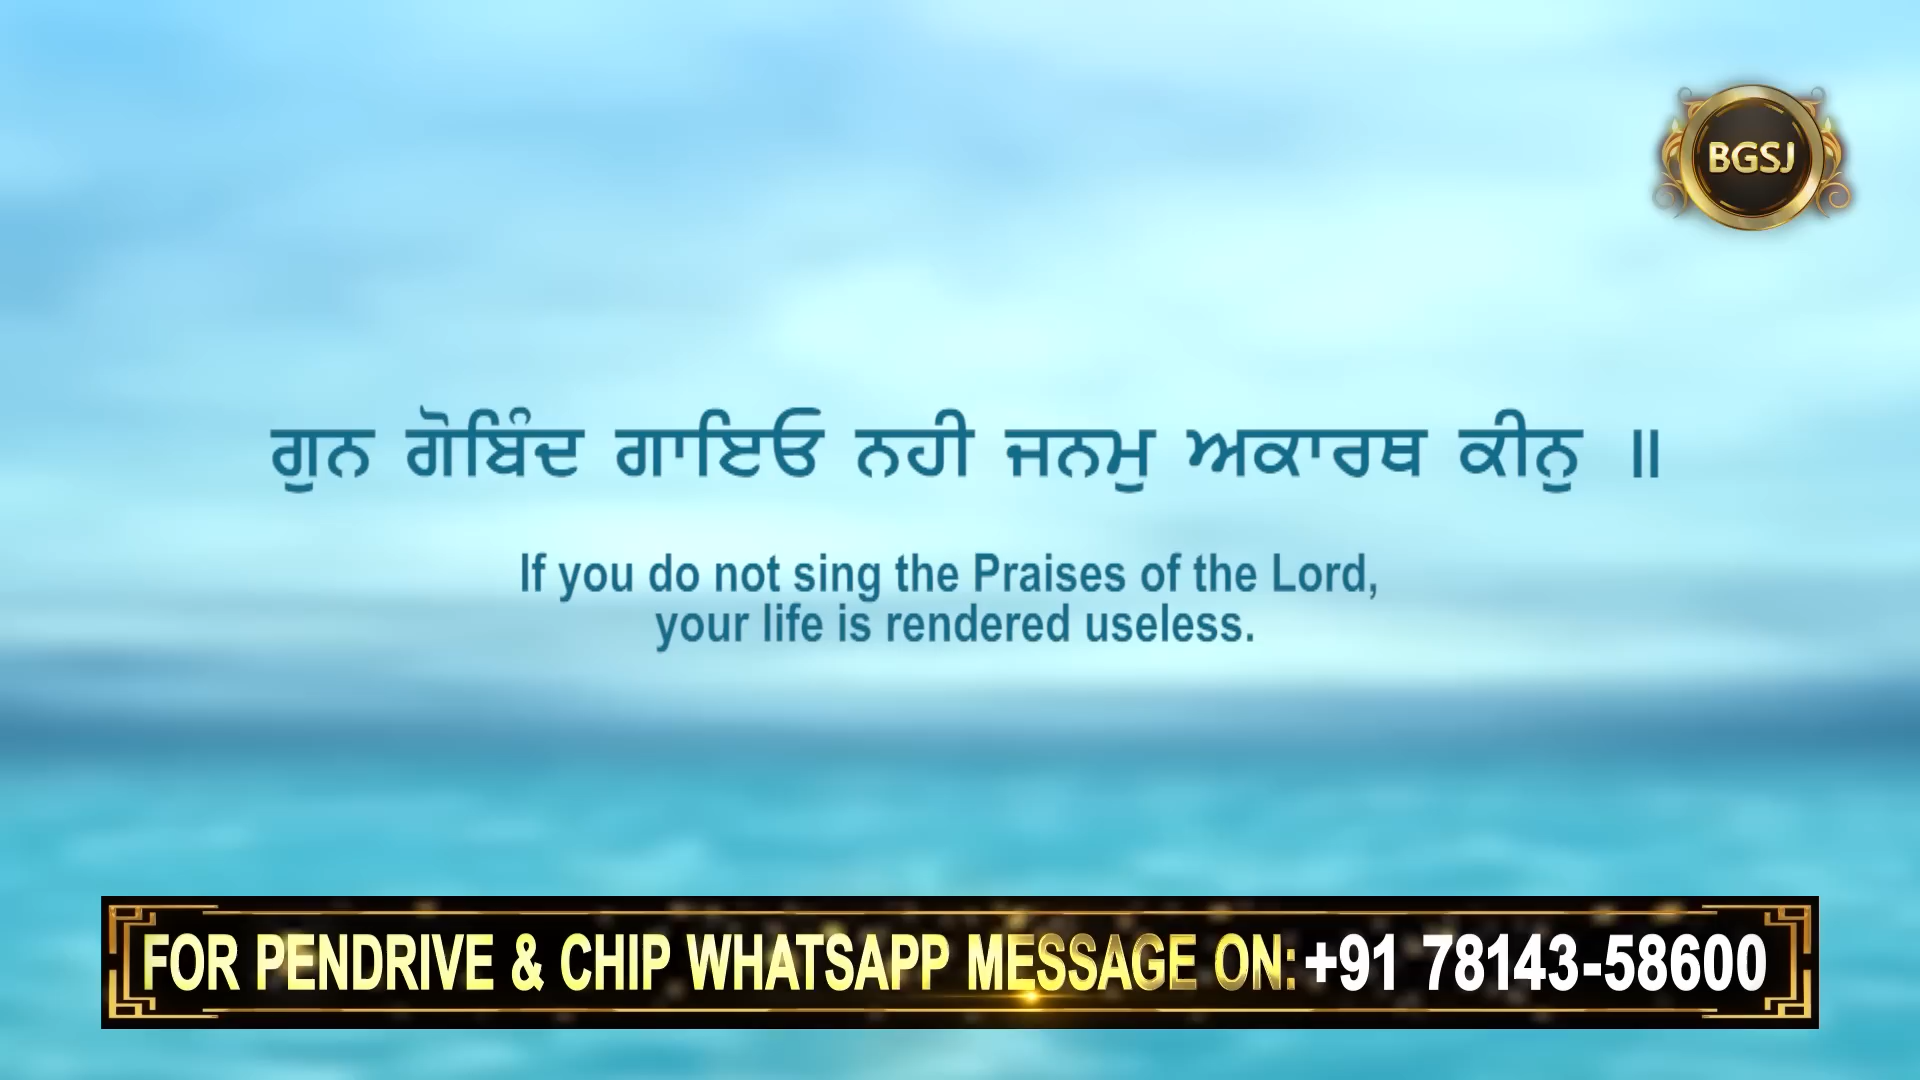 BGSJ
ਗੁਨ ਗੋਬਿੰਦ ਗਾਇਓ ਨਹੀ ਜਨਮੁ ਅਕਾਰਥ ਕੀਨੁ ॥
If you do not sing the Praises of the Lord,
your life is rendered useless.
FOR PENDRIVE & CHIP WHATSAPP MESSAGE ON: +91 78143-58600